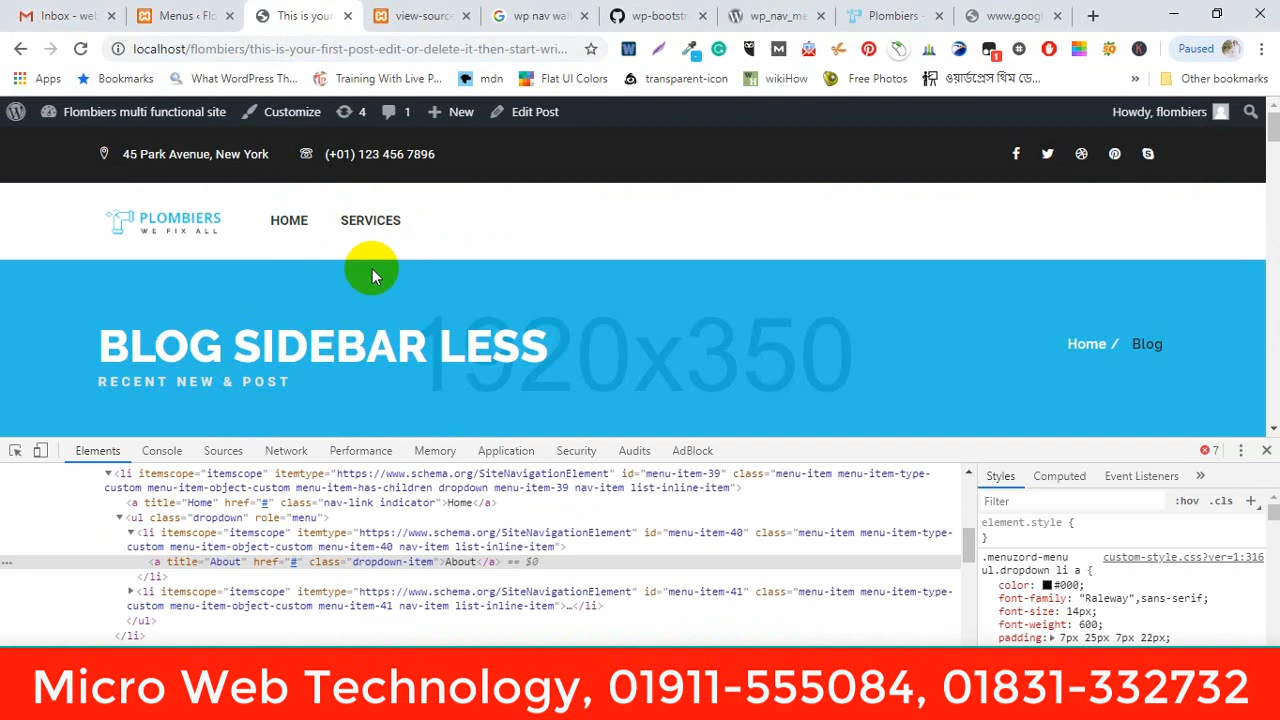 Inbox - web
Menus ‹ Flo
This is your
view-source
wp nav wal
wp-bootstr
wp_nav_me
Plombiers -
www.googl
localhost/flombiers/this-is-your-first-post-edit-or-delete-it-then-start-wri...
Paused
Apps
Bookmarks
What WordPress Th...
Training With Live P...
mdn
Flat UI Colors
transparent-ic
wikiHow
Free Photos
ওয়ার্ডপ্রেস থিম ডে...
»
Other bookmarks
Flombiers multi functional site
Customize
4
1
New
Edit Post
Howdy, flombiers
45 Park Avenue, New York
(+01) 123 456 7896
PLOMBIERS
WE FIX ALL
HOME
SERVICES
1920x350
BLOG SIDEBAR LESS
RECENT NEW & POST
Home /
Blog
Elements
Console
Sources
Network
Performance
Memory
Application
Security
Audits
AdBlock
7
<li itemscope="itemscope" itemtype="https://www.schema.org/SiteNavigationElement" id="menu-item-39" class="menu-item menu-item-type-
custom menu-item-object-custom menu-item-has-children dropdown menu-item-39 nav-item list-inline-item">
<a title="Home" href="#" class="nav-link indicator">Home</a>
<ul class="dropdown" role="menu">
<li itemscope="itemscope" itemtype="https://www.schema.org/SiteNavigationElement" id="menu-item-40" class="menu-item menu-item-type-
custom menu-item-object-custom menu-item-40 nav-item list-inline-item">
<a title="About" href="#" class="dropdown-item">About</a> == $0
</li>
<li itemscope="itemscope" itemtype="https://www.schema.org/SiteNavigationElement" id="menu-item-41" class="menu-item menu-item-type-
custom menu-item-object-custom menu-item-41 nav-item list-inline-item">…</li>
</ul>
</li>
Styles
Computed
Event Listeners
»
Filter
:hov
.cls
+
element.style {
}
.menuzord-menu
custom-style.css?ver=1:316
ul.dropdown li a {
color: #000;
font-family: "Raleway",sans-serif;
font-size: 14px;
font-weight: 600;
padding: 7px 25px 7px 22px;
Micro Web Technology, 01911-555084, 01831-332732